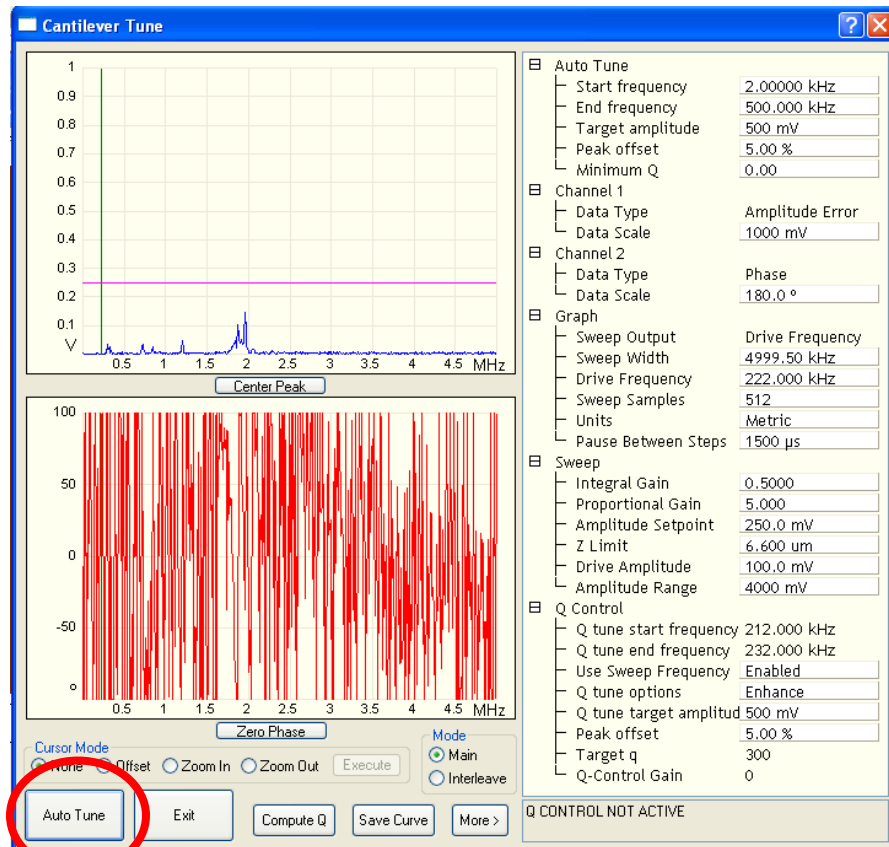 Cantilever Tune
1
0.9
0.8
0.7
0.6
0.5
0.4
0.3
0.2
0.1
V
0.5 1 1.5 2 2.5 3 3.5 4 4.5 MHz
Center Peak
100
50
0
-50
o
0.5 1 1.5 2 2.5 3 3.5 4 4.5 MHz
Zero Phase
Cursor Mode
None Offset Zoom In Zoom Out Execute
Mode
Main
Interleave
Auto Tune Exit Compute Q Save Curve More >
Auto Tune
Start frequency 2.00000 kHz
End frequency 500.000 kHz
Target amplitude 500 mV
Peak offset 5.00 %
Minimum Q 0.00
Channel 1
Data Type Amplitude Error
Data Scale 1000 mV
Channel 2
Data Type Phase
Data Scale 180.0 º
Graph
Sweep Output Drive Frequency
Sweep Width 4999.50 kHz
Drive Frequency 222.000 kHz
Sweep Samples 512
Units Metric
Pause Between Steps 1500 µs
Sweep
Integral Gain 0.5000
Proportional Gain 5.000
Amplitude Setpoint 250.0 mV
Z Limit 6.600 um
Drive Amplitude 100.0 mV
Amplitude Range 4000 mV
Q Control
Q tune start frequency 212.000 kHz
Q tune end frequency 232.000 kHz
Use Sweep Frequency Enabled
Q tune options Enhance
Q tune target amplitud 500 mV
Peak offset 5.00 %
Target q 300
Q-Control Gain 0
Q CONTROL NOT ACTIVE